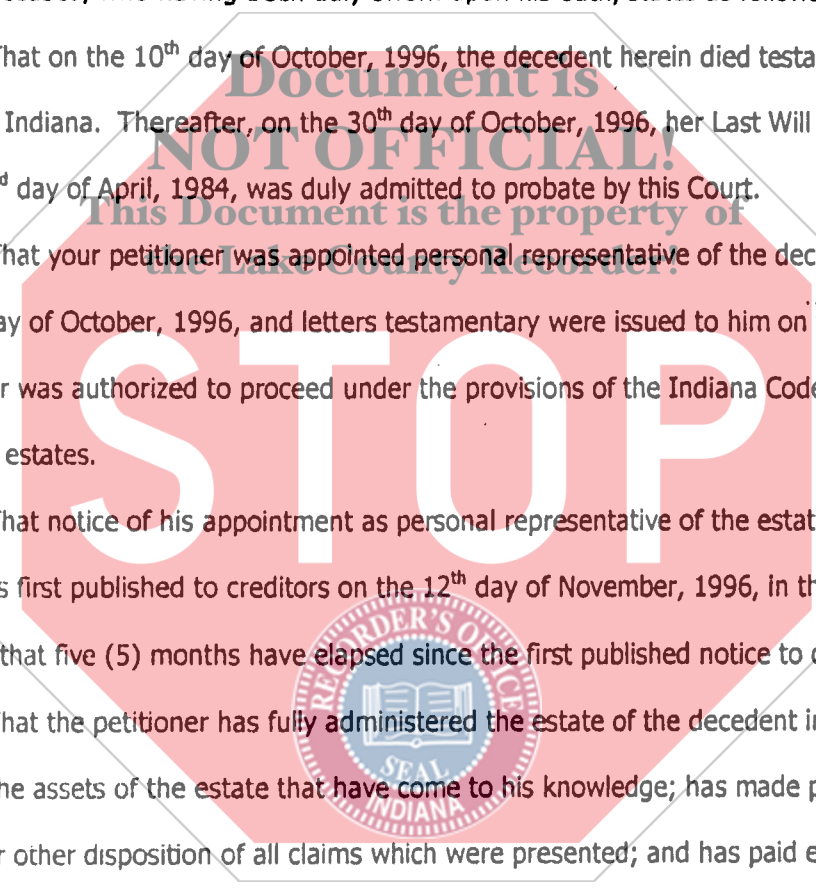 That on the 10th day of October, 1996, the decedent herein died testa
Document is
Indiana. Thereafter, on the 30th day of October, 1996, her Last Will
NOT OFFICIAL!
day of April, 1984, was duly admitted to probate by this Court.
This Document is the property of
That your petitioner was appointed personal representative of the dec
the Lake County Recorder!
ay of October, 1996, and letters testamentary were issued to him on
r was authorized to proceed under the provisions of the Indiana Code
estates.
STOP
That notice of his appointment as personal representative of the estat
s first published to creditors on the 12th day of November, 1996, in th
that five (5) months have elapsed since the first published notice to
That the petitioner has fully administered the estate of the decedent i
RECORDER'S OFFICE
SEAL
INDIANA
he assets of the estate that have come to his knowledge; has made p
r other disposition of all claims which were presented; and has paid e